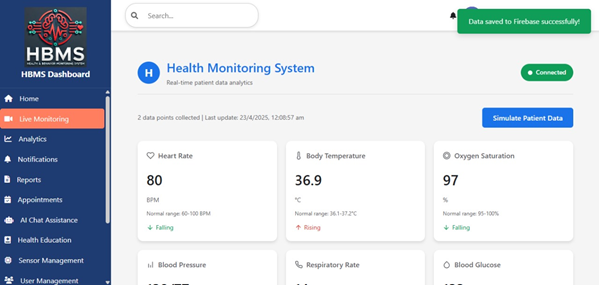 HBMS
HEALTH & BEHAVIOR MONITORING SYSTEM
HBMS Dashboard
Home
Live Monitoring
Analytics
Notifications
Reports
Appointments
AI Chat Assistance
Health Education
Sensor Management
User Management
Search...
Data saved to Firebase successfully!
H
Health Monitoring System
Real-time patient data analytics
Connected
2 data points collected | Last update: 23/4/2025, 12:08:57 am
Simulate Patient Data
Heart Rate
80
BPM
Normal range: 60-100 BPM
↓ Falling
Body Temperature
36.9
°C
Normal range: 36.1-37.2°C
↑ Rising
Oxygen Saturation
97
%
Normal range: 95-100%
↓ Falling
Blood Pressure
Respiratory Rate
Blood Glucose